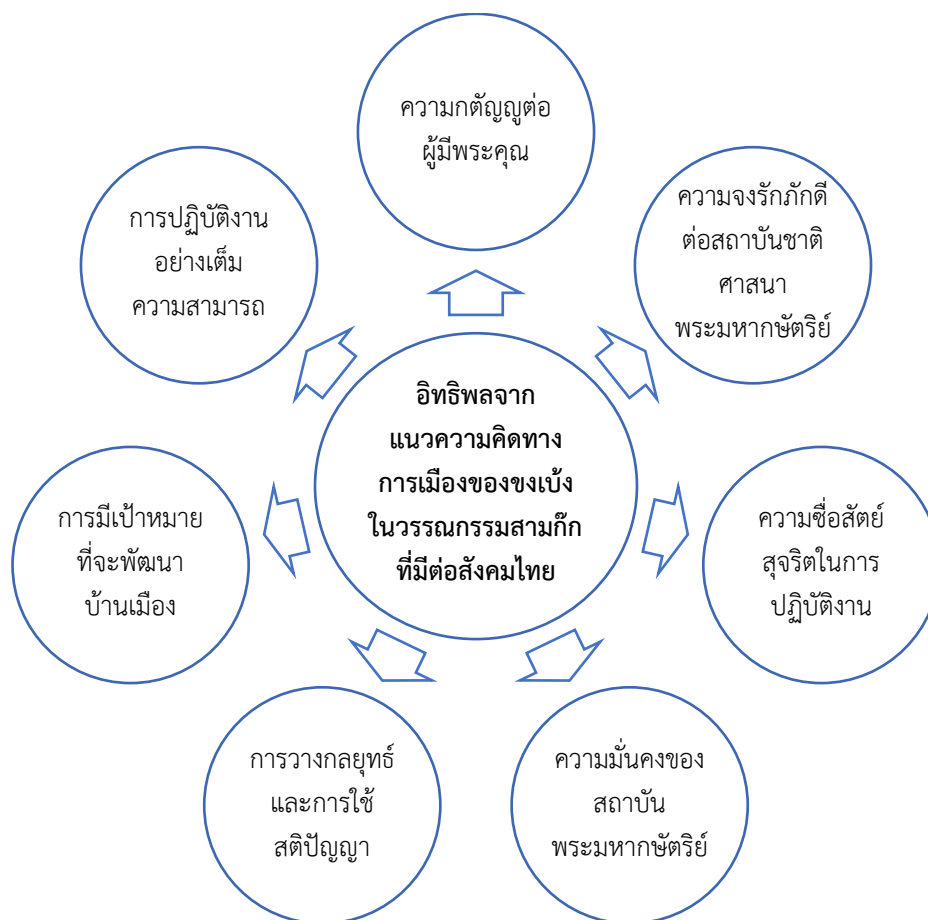 ความกตัญญูต่อ
ผู้มีพระคุณ
ความจงรักภักดี
ต่อสถาบันชาติ
ศาสนา
พระมหากษัตริย์
ความซื่อสัตย์
สุจริตในการ
ปฏิบัติงาน
ความมั่นคงของ
สถาบัน
พระมหากษัตริย์
การวางกลยุทธ์
และการใช้
สติปัญญา
การมีเป้าหมาย
ที่จะพัฒนา
บ้านเมือง
การปฏิบัติงาน
อย่างเต็ม
ความสามารถ
อิทธิพลจาก
แนวความคิดทาง
การเมืองของขงเบ้ง
ในวรรณกรรมสามก๊ก
ที่มีต่อสังคมไทย